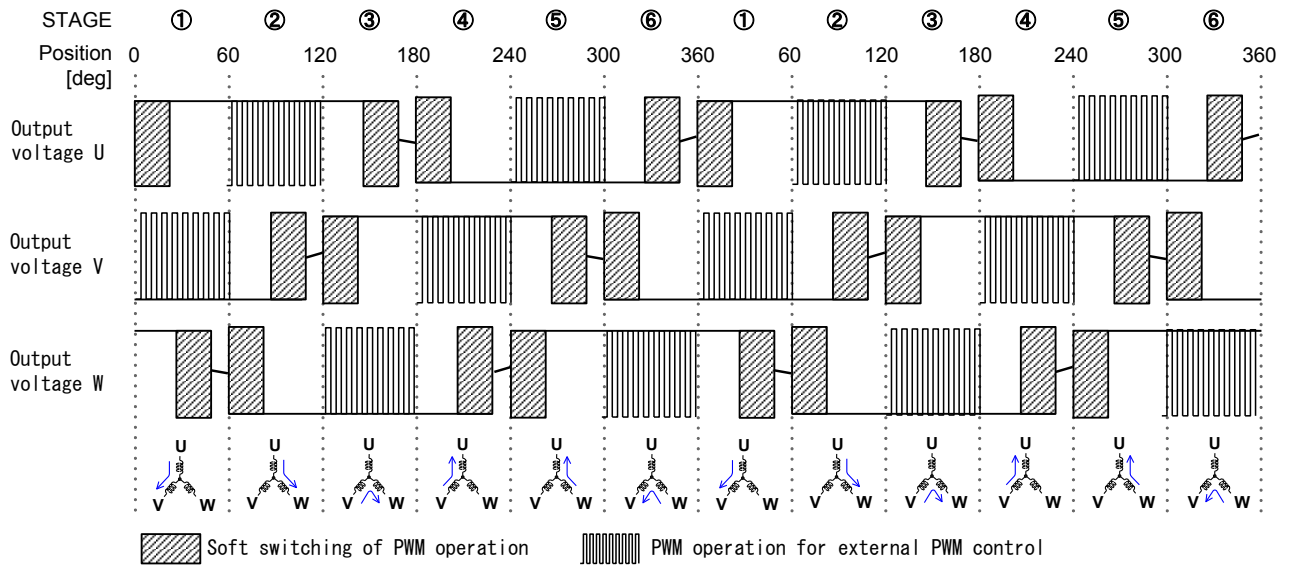 STAGE ① ② ③ ④ ⑤ ⑥ ① ② ③ ④ ⑤ ⑥
Position [deg] 0 60 120 180 240 300 360 60 120 180 240 300 360
Output voltage U
Output voltage V
Output voltage W
U U U U U U U U U U U U
V W V W V W V W V W V W V W V W V W V W V W V W
Soft switching of PWM operation PWM operation for external PWM control